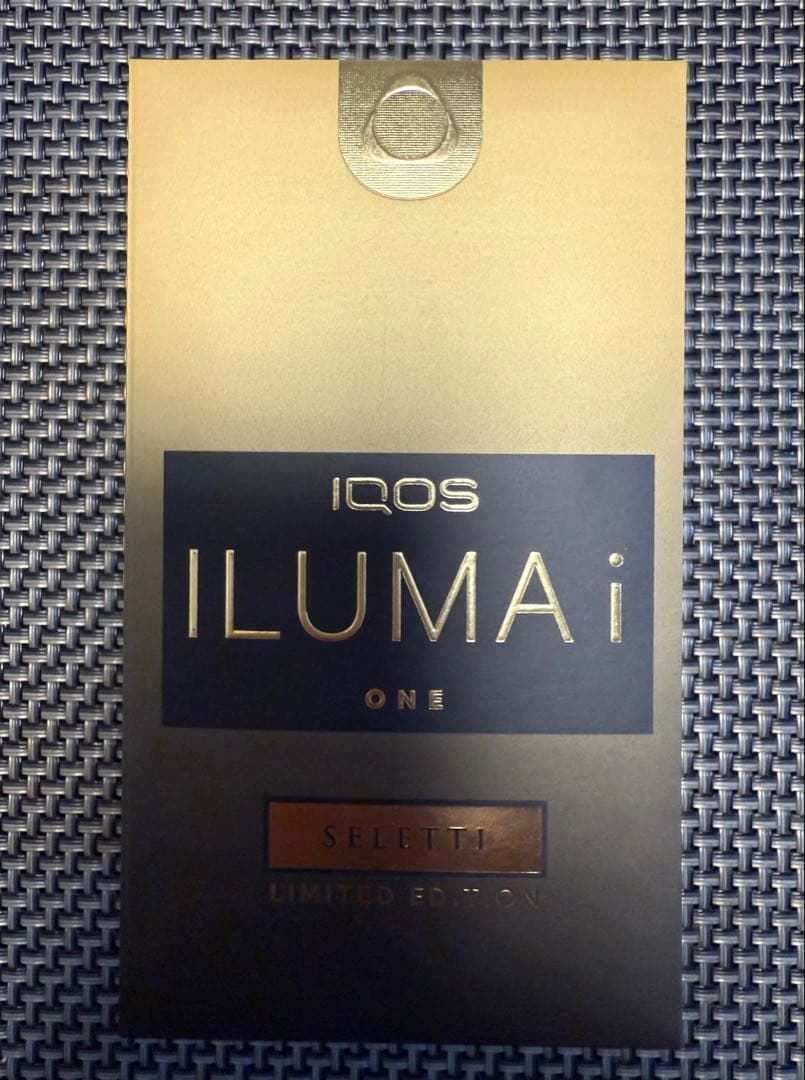 IQOS
ILUMA i
ONE
SELETTI
LIMITED EDITION